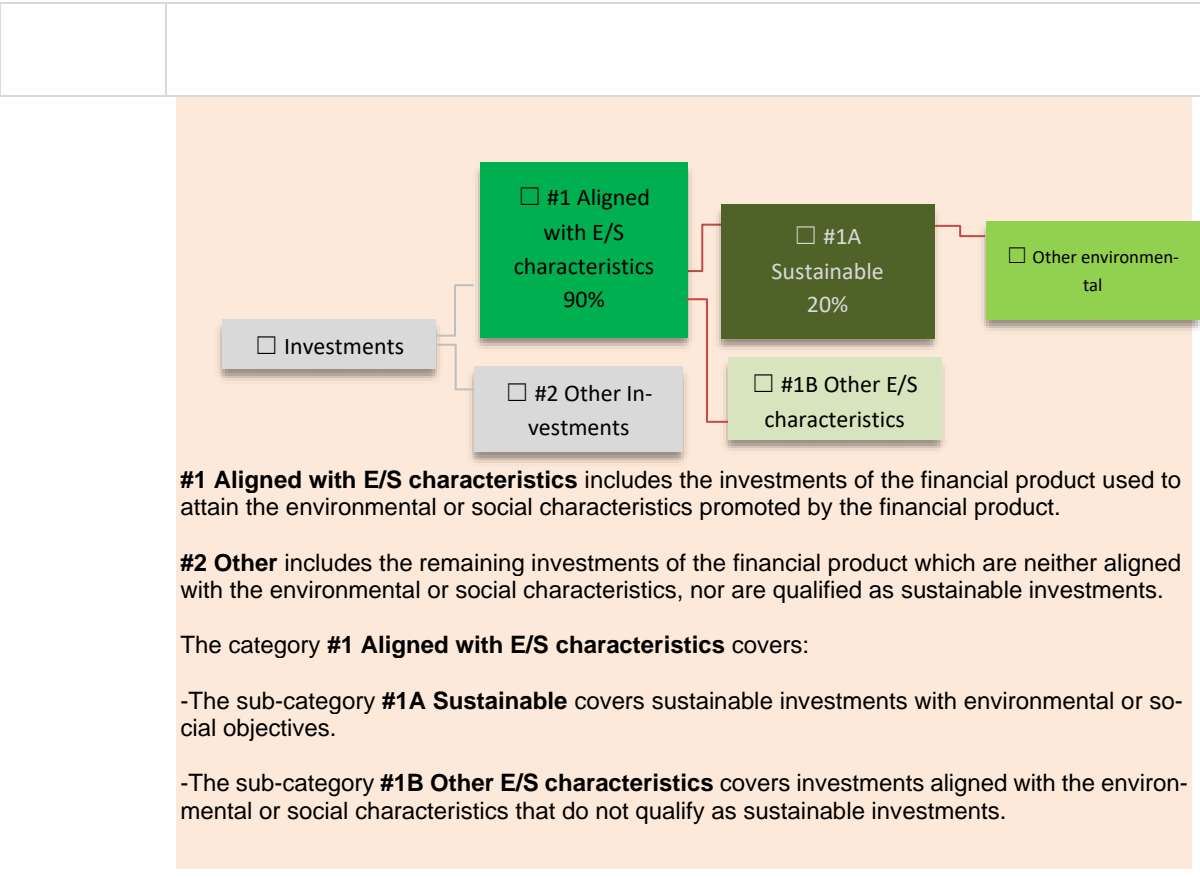 ☐ #1 Aligned
with E/S
characteristics
90%
☐ #1A
Sustainable
20%
☐ Other environmen-
tal
☐ Investments
☐ #2 Other In-
vestments
☐ #1B Other E/S
characteristics
#1 Aligned with E/S characteristics includes the investments of the financial product used to
attain the environmental or social characteristics promoted by the financial product.
#2 Other includes the remaining investments of the financial product which are neither aligned
with the environmental or social characteristics, nor are qualified as sustainable investments.
The category #1 Aligned with E/S characteristics covers:
-The sub-category #1A Sustainable covers sustainable investments with environmental or so-
cial objectives.
-The sub-category #1B Other E/S characteristics covers investments aligned with the environ-
mental or social characteristics that do not qualify as sustainable investments.